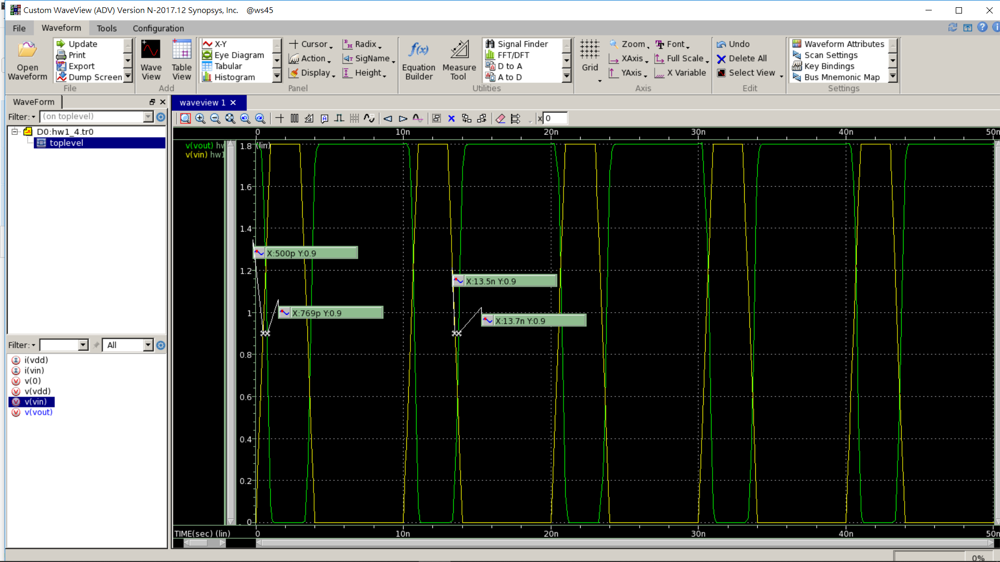 Custom WaveView (ADV) Version N-2017.12 Synopsys, Inc. @ws45
File Waveform Tools Configuration
Open Waveform
Update
Print
Export
Dump Screen
File
Wave View
Table View
Add
X-Y
Eye Diagram
Tabular
Histogram
Cursor
Action
Display
Radix
SigName
Height
Panel
f(x)
Equation Builder
Measure Tool
Signal Finder
FFT/DFT
D to A
A to D
Utilities
Grid
Zoom
XAxis
YAxis
Font
Full Scale
X Variable
Axis
Undo
Delete All
Select View
Edit
Waveform Attributes
Scan Settings
Key Bindings
Bus Mnemonic Map
Settings
WaveForm
Filter: (on toplevel)
D0:hw1_4.tr0
toplevel
Filter: All
i(vdd)
i(vin)
v(0)
v(vdd)
v(vin)
v(vout)
waveview 1
x 0
0 10n 20n 30n 40n 50n
v(vout) hw
v(vin) hw1
1.8 (lin)
1.6
1.4
X:500p Y:0.9
1.2
X:13.5n Y:0.9
1
X:769p Y:0.9
X:13.7n Y:0.9
0.8
0.6
0.4
0.2
0
TIME(sec) (lin) 0 10n 20n 30n 40n 50n
0%